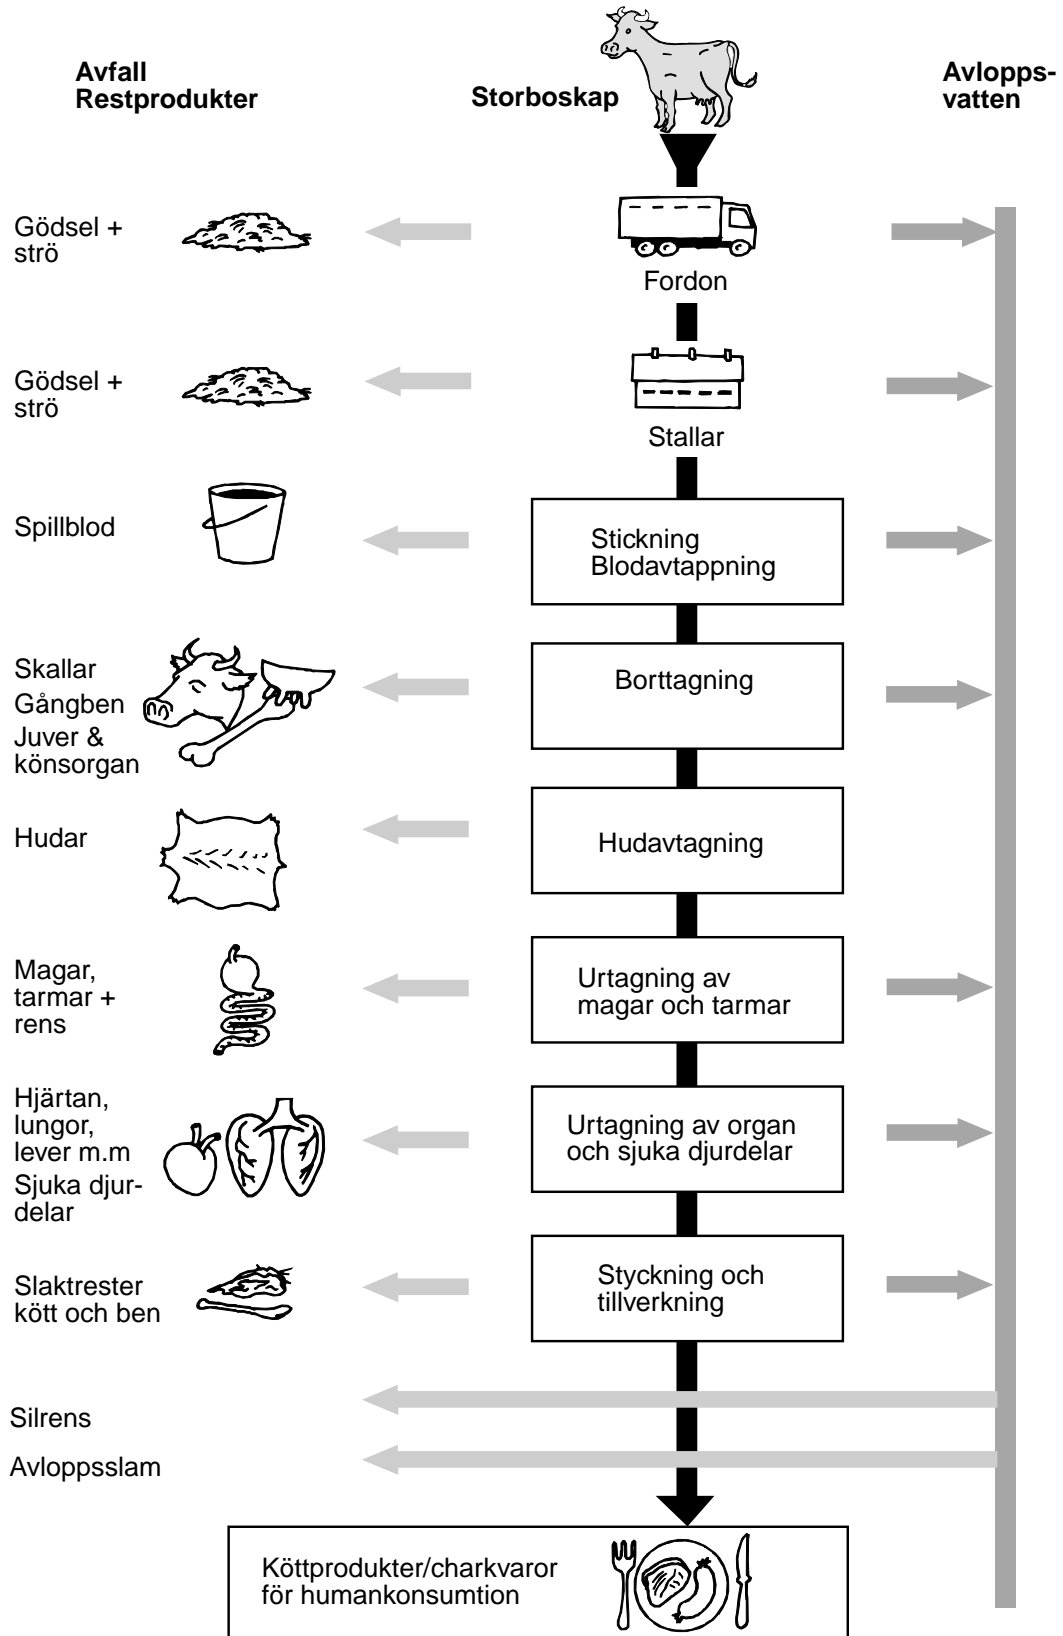 Avfall
Restprodukter
Storboskap
Avlopps-
vatten
Gödsel +
strö
Fordon
Gödsel +
strö
Stallar
Spillblod
Stickning
Blodavtappning
Skallar
Gångben
Juver &
könsorgan
Borttagning
Hudar
Hudavtagning
Magar,
tarmar +
rens
Urtagning av
magar och tarmar
Hjärtan,
lungor,
lever m.m
Sjuka djur-
delar
Urtagning av organ
och sjuka djurdelar
Slaktrester
kött och ben
Styckning och
tillverkning
Silrens
Avloppsslam
Köttprodukter/charkvaror
för humankonsumtion